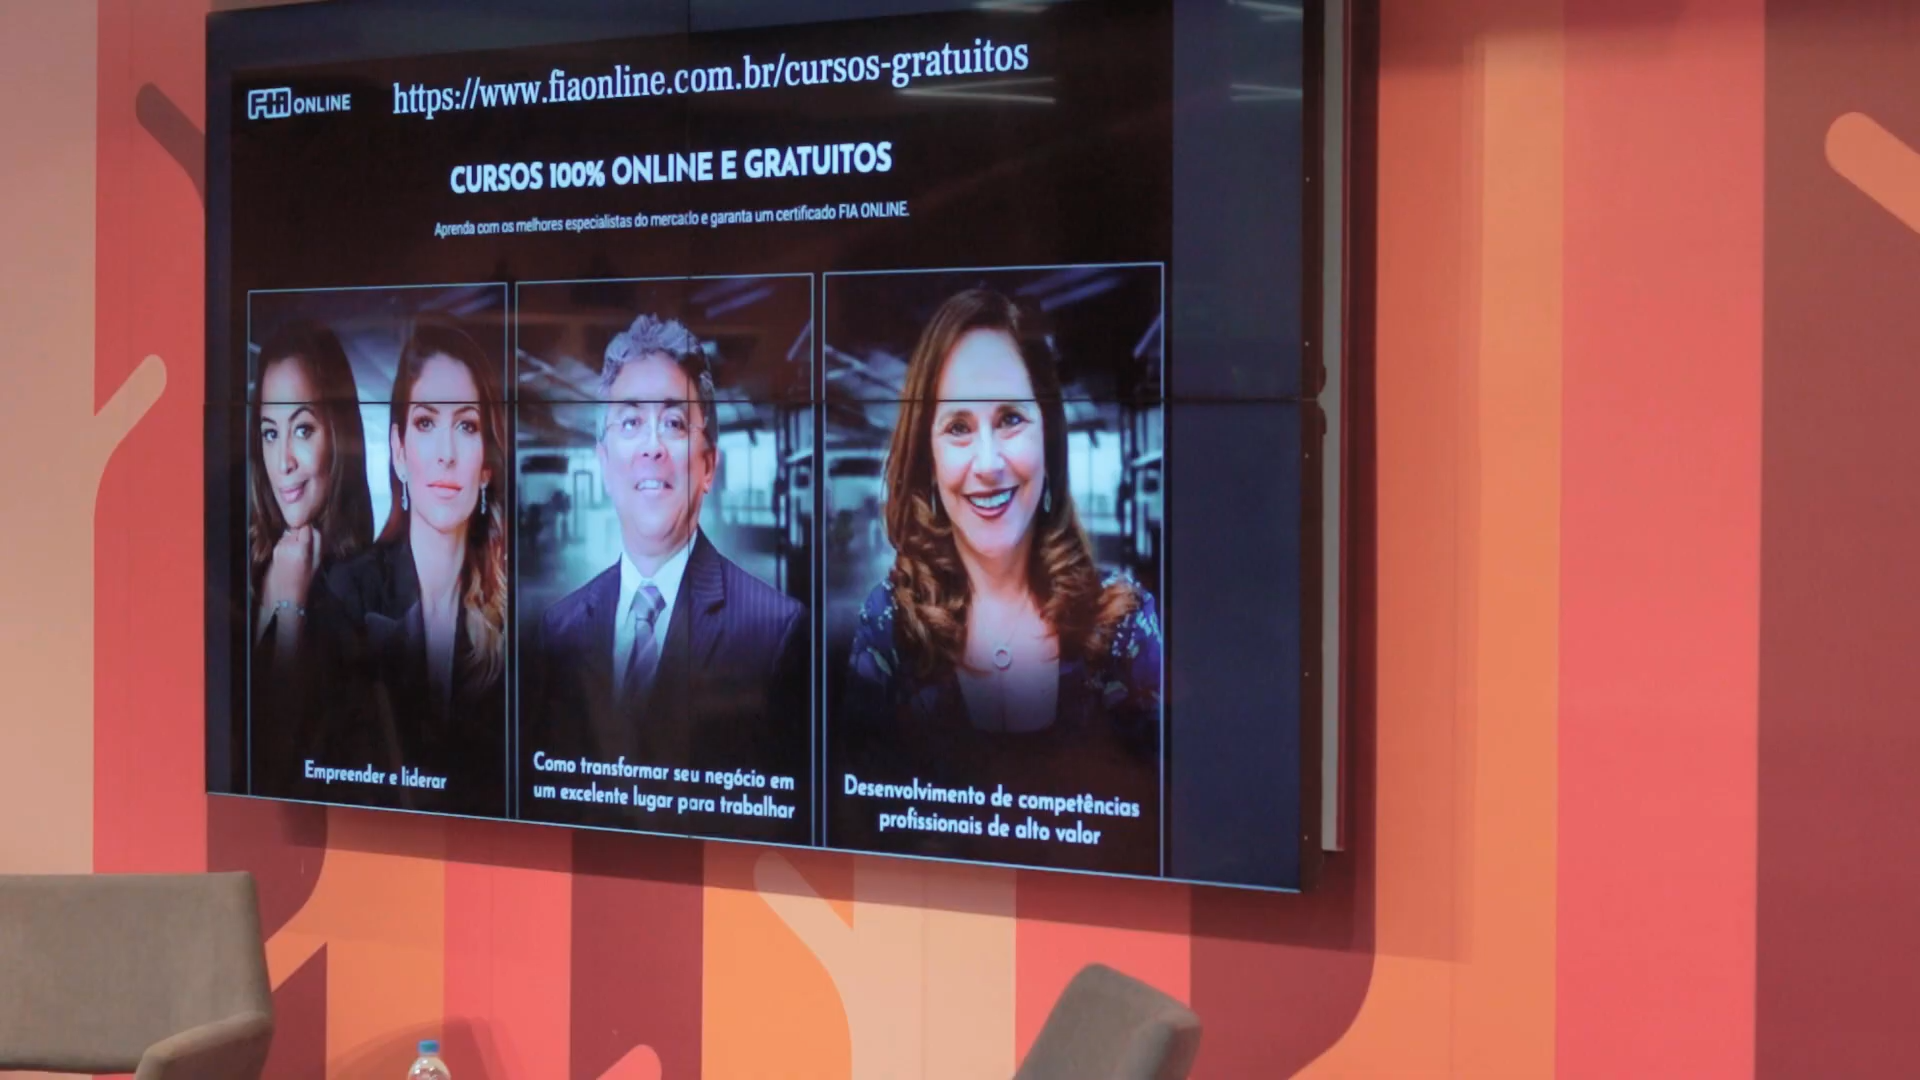 FIA ONLINE
https://www.fiaonline.com.br/cursos-gratuitos
CURSOS 100% ONLINE E GRATUITOS
Aprenda com os melhores especialistas do mercado e garanta um certificado FIA ONLINE.
Empreender e liderar
Como transformar seu negócio em
um excelente lugar para trabalhar
Desenvolvimento de competências
profissionais de alto valor